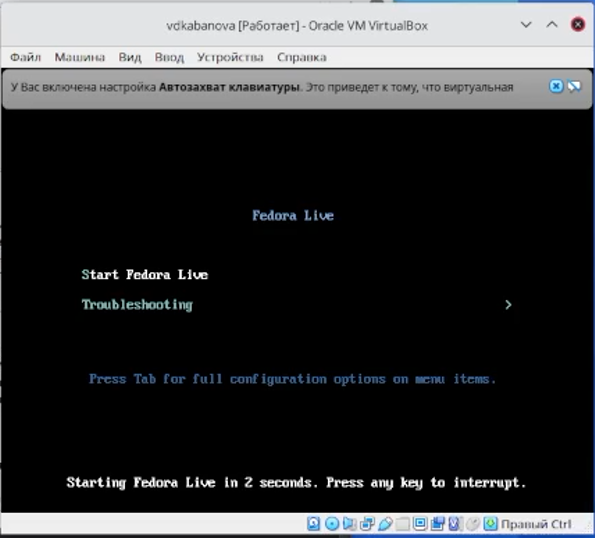 vdkabanova [Работает] - Oracle VM VirtualBox
Файл Машина Вид Ввод Устройства Справка
У Вас включена настройка Автозахват клавиатуры. Это приведет к тому, что виртуальная
Fedora Live
Start Fedora Live
Troubleshooting >
Press Tab for full configuration options on menu items.
Starting Fedora Live in 2 seconds. Press any key to interrupt.
Правый Ctrl